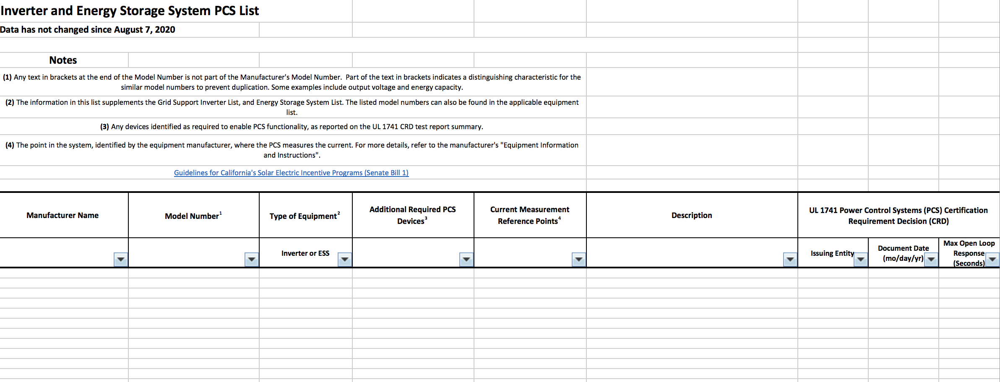 Inverter and Energy Storage System PCS List
Data has not changed since August 7, 2020
Notes
(1) Any text in brackets at the end of the Model Number is not part of the Manufacturer's Model Number.  Part of the text in brackets indicates a distinguishing characteristic for the
similar model numbers to prevent duplication. Some examples include output voltage and energy capacity.
(2) The information in this list supplements the Grid Support Inverter List, and Energy Storage System List. The listed model numbers can also be found in the applicable equipment
list.
(3) Any devices identified as required to enable PCS functionality, as reported on the UL 1741 CRD test report summary.
(4) The point in the system, identified by the equipment manufacturer, where the PCS measures the current. For more details, refer to the manufacturer's "Equipment Information
and Instructions".
Guidelines for California's Solar Electric Incentive Programs (Senate Bill 1)
Manufacturer Name
Model Number¹
Type of Equipment²
Additional Required PCS
Devices³
Current Measurement
Reference Points⁴
Description
UL 1741 Power Control Systems (PCS) Certification
Requirement Decision (CRD)
Inverter or ESS
Issuing Entity
Document Date
(mo/day/yr)
Max Open Loop
Response
(Seconds)